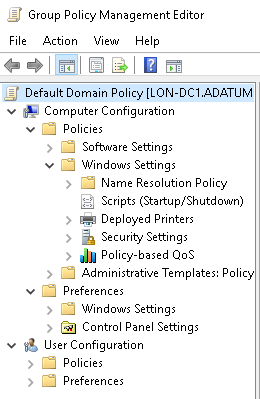 Group Policy Management Editor
File Action View Help
Default Domain Policy [LON-DC1.ADATUM
Computer Configuration
Policies
Software Settings
Windows Settings
Name Resolution Policy
Scripts (Startup/Shutdown)
Deployed Printers
Security Settings
Policy-based QoS
Administrative Templates: Policy
Preferences
Windows Settings
Control Panel Settings
User Configuration
Policies
Preferences